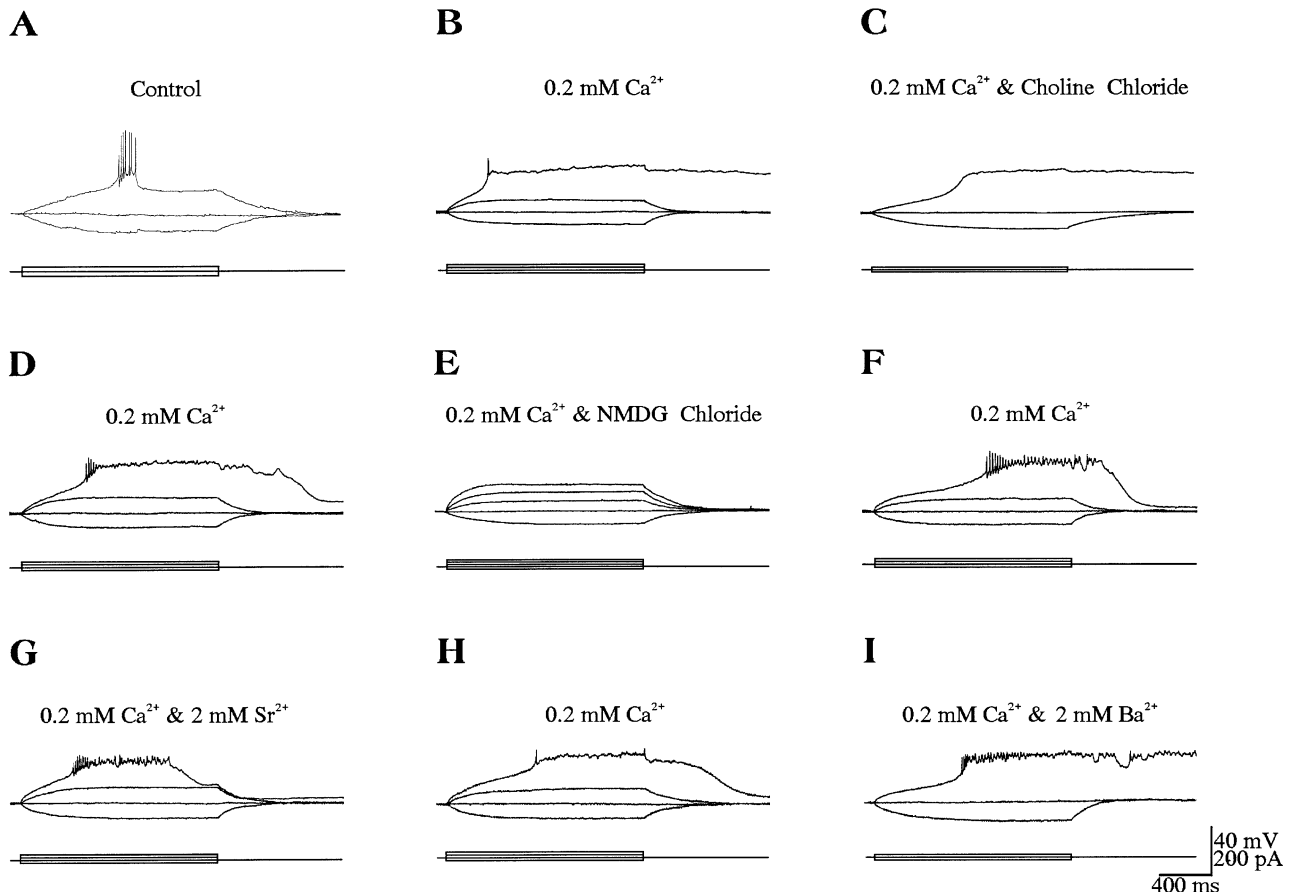 A
B
C
Control
0.2 mM Ca²⁺
0.2 mM Ca²⁺ & Choline Chloride
D
E
F
0.2 mM Ca²⁺
0.2 mM Ca²⁺ & NMDG Chloride
0.2 mM Ca²⁺
G
H
I
0.2 mM Ca²⁺ & 2 mM Sr²⁺
0.2 mM Ca²⁺
0.2 mM Ca²⁺ & 2 mM Ba²⁺
40 mV
200 pA
400 ms